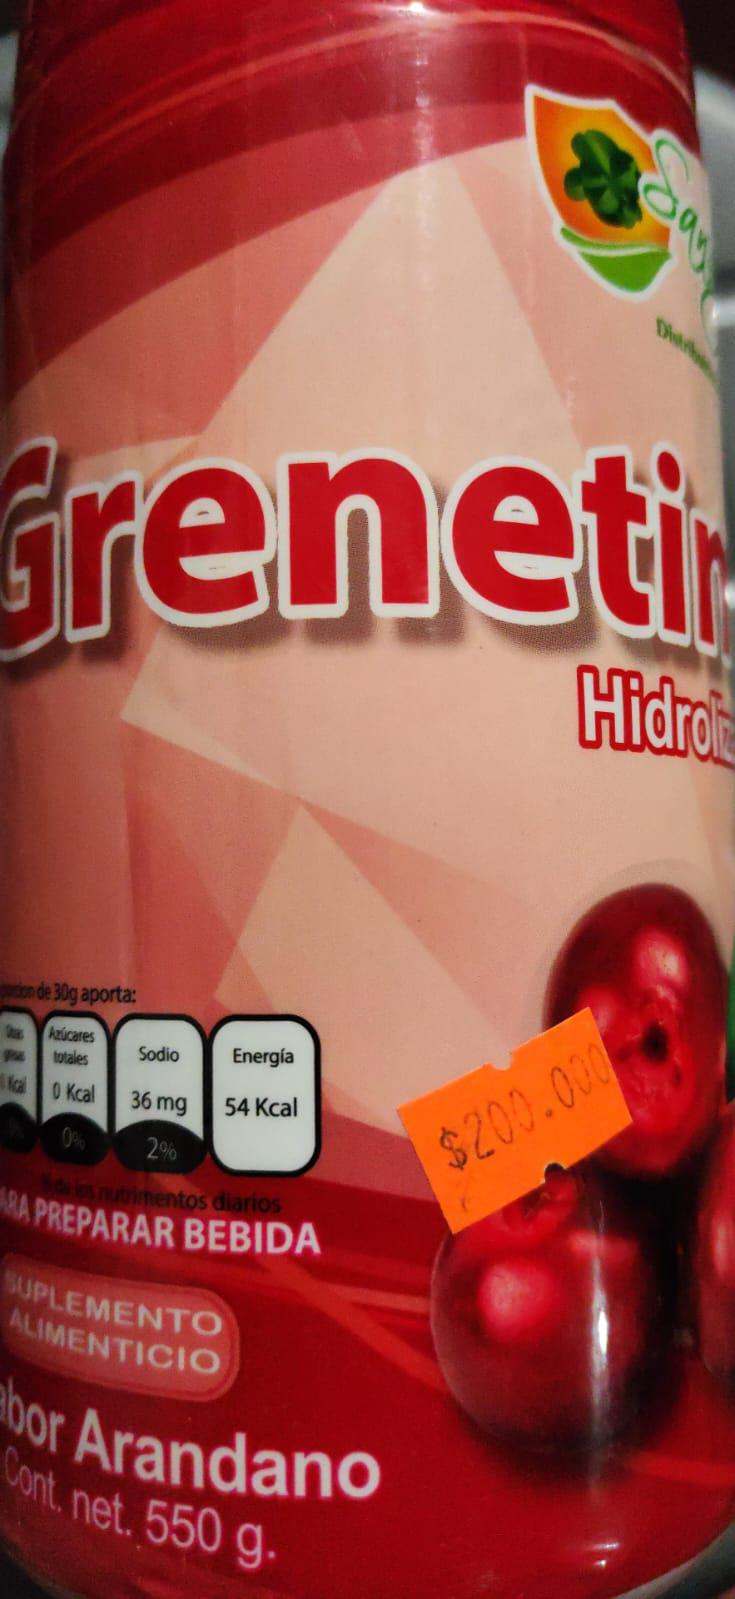 Grenetin
Hidroliz
porcion de 30g aporta:
Azúcares totales
0 Kcal
0%
Sodio
36 mg
2%
Energía
54 Kcal
% de los nutrimentos diarios
ARA PREPARAR BEBIDA
$200.000
SUPLEMENTO
ALIMENTICIO
abor Arandano
Cont. net. 550 g.